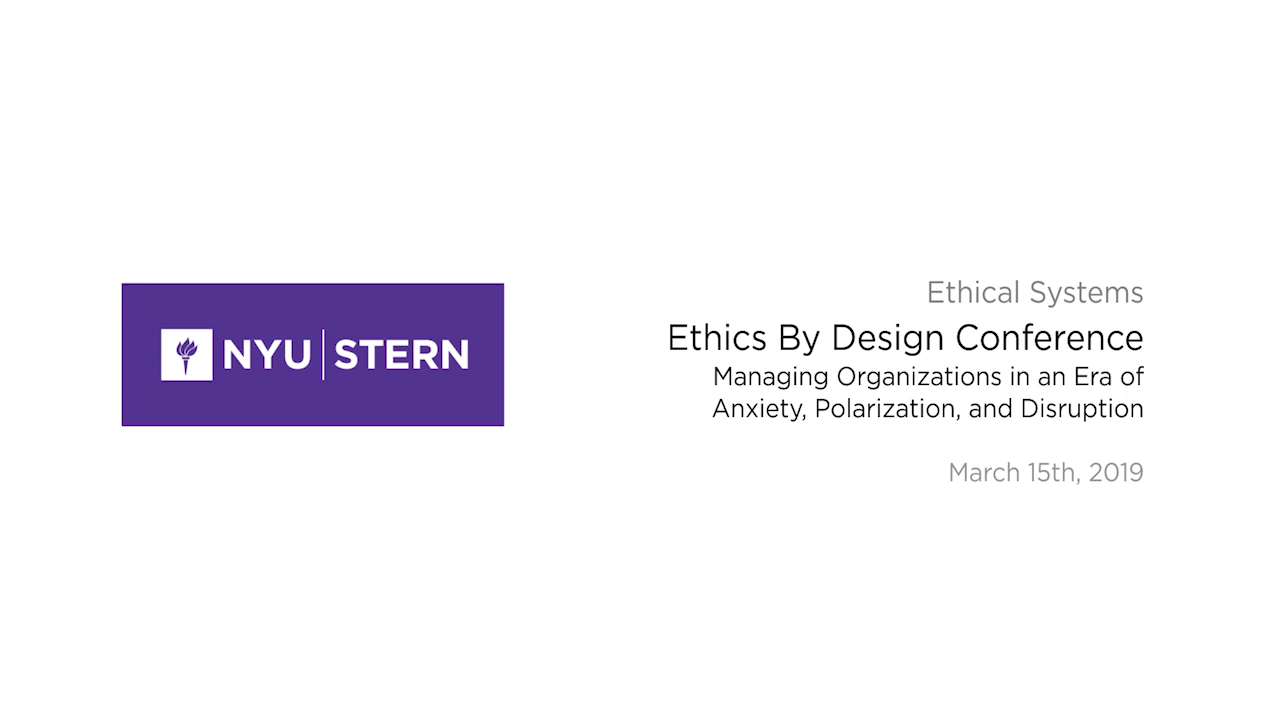 NYU | STERN
Ethical Systems
Ethics By Design Conference
Managing Organizations in an Era of
Anxiety, Polarization, and Disruption
March 15th, 2019